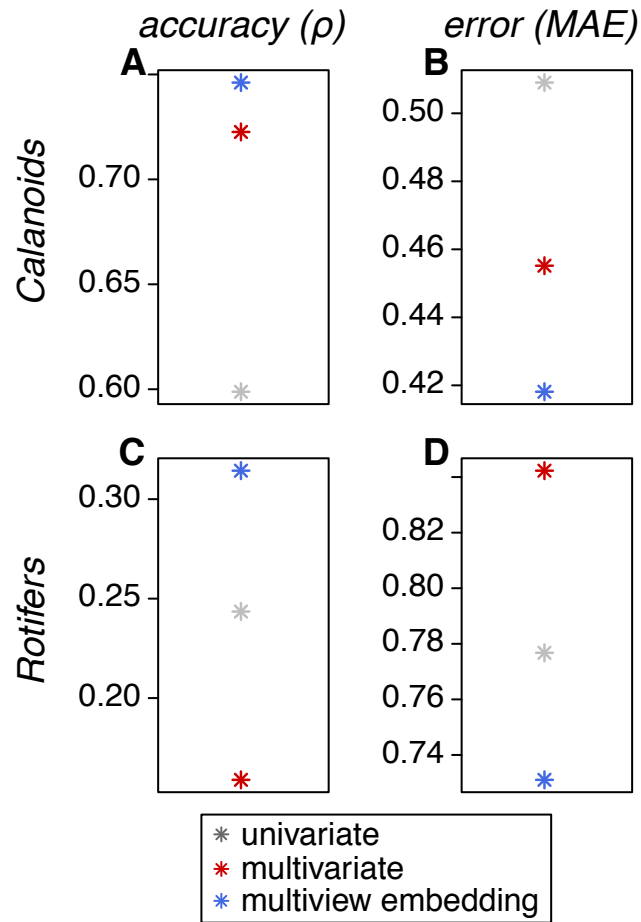 accuracy (ρ) error (MAE)
A B
Calanoids
0.70
0.65
0.60
0.50
0.48
0.46
0.44
0.42
C D
Rotifers
0.30
0.25
0.20
0.82
0.80
0.78
0.76
0.74
univariate
multivariate
multiview embedding